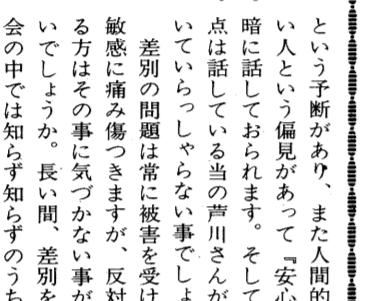 という予断があり、また人間的
い人という偏見があって『安心
暗に話しておられます。そして
点は話している当の芦川さんが
いていらっしゃらない事でしょ
差別の問題は常に被害を受け
敏感に痛み傷つきますが、反対
る方はその事に気づかない事が
いでしょうか。長い間、差別を
会の中では知らず知らずのうち